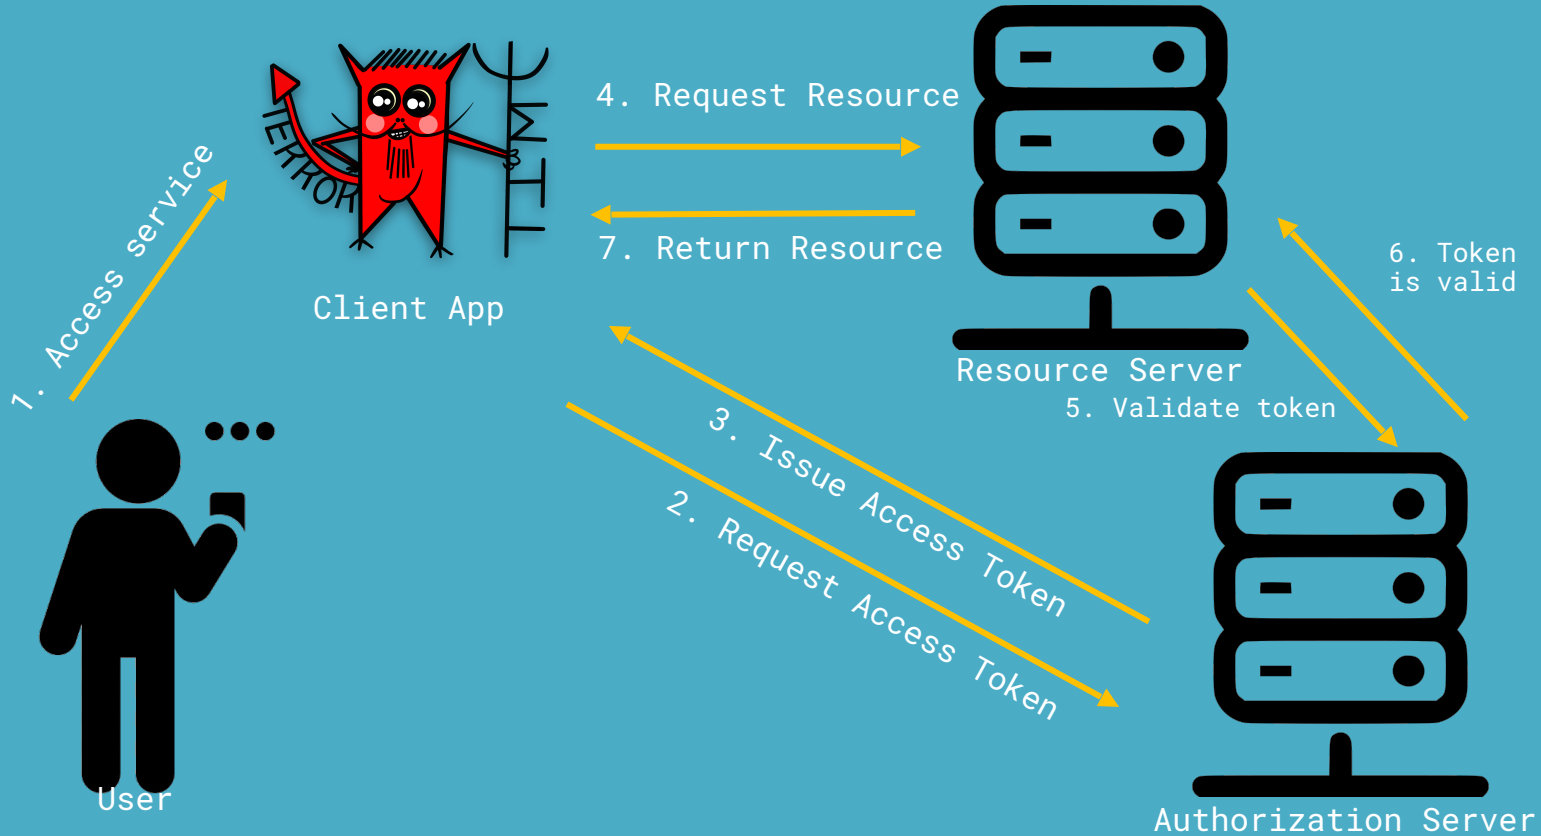 4. Request Resource
TERROR
1. Access service
7. Return Resource
6. Token
is valid
Client App
Resource Server
5. Validate token
3. Issue Access Token
2. Request Access Token
User
Authorization Server